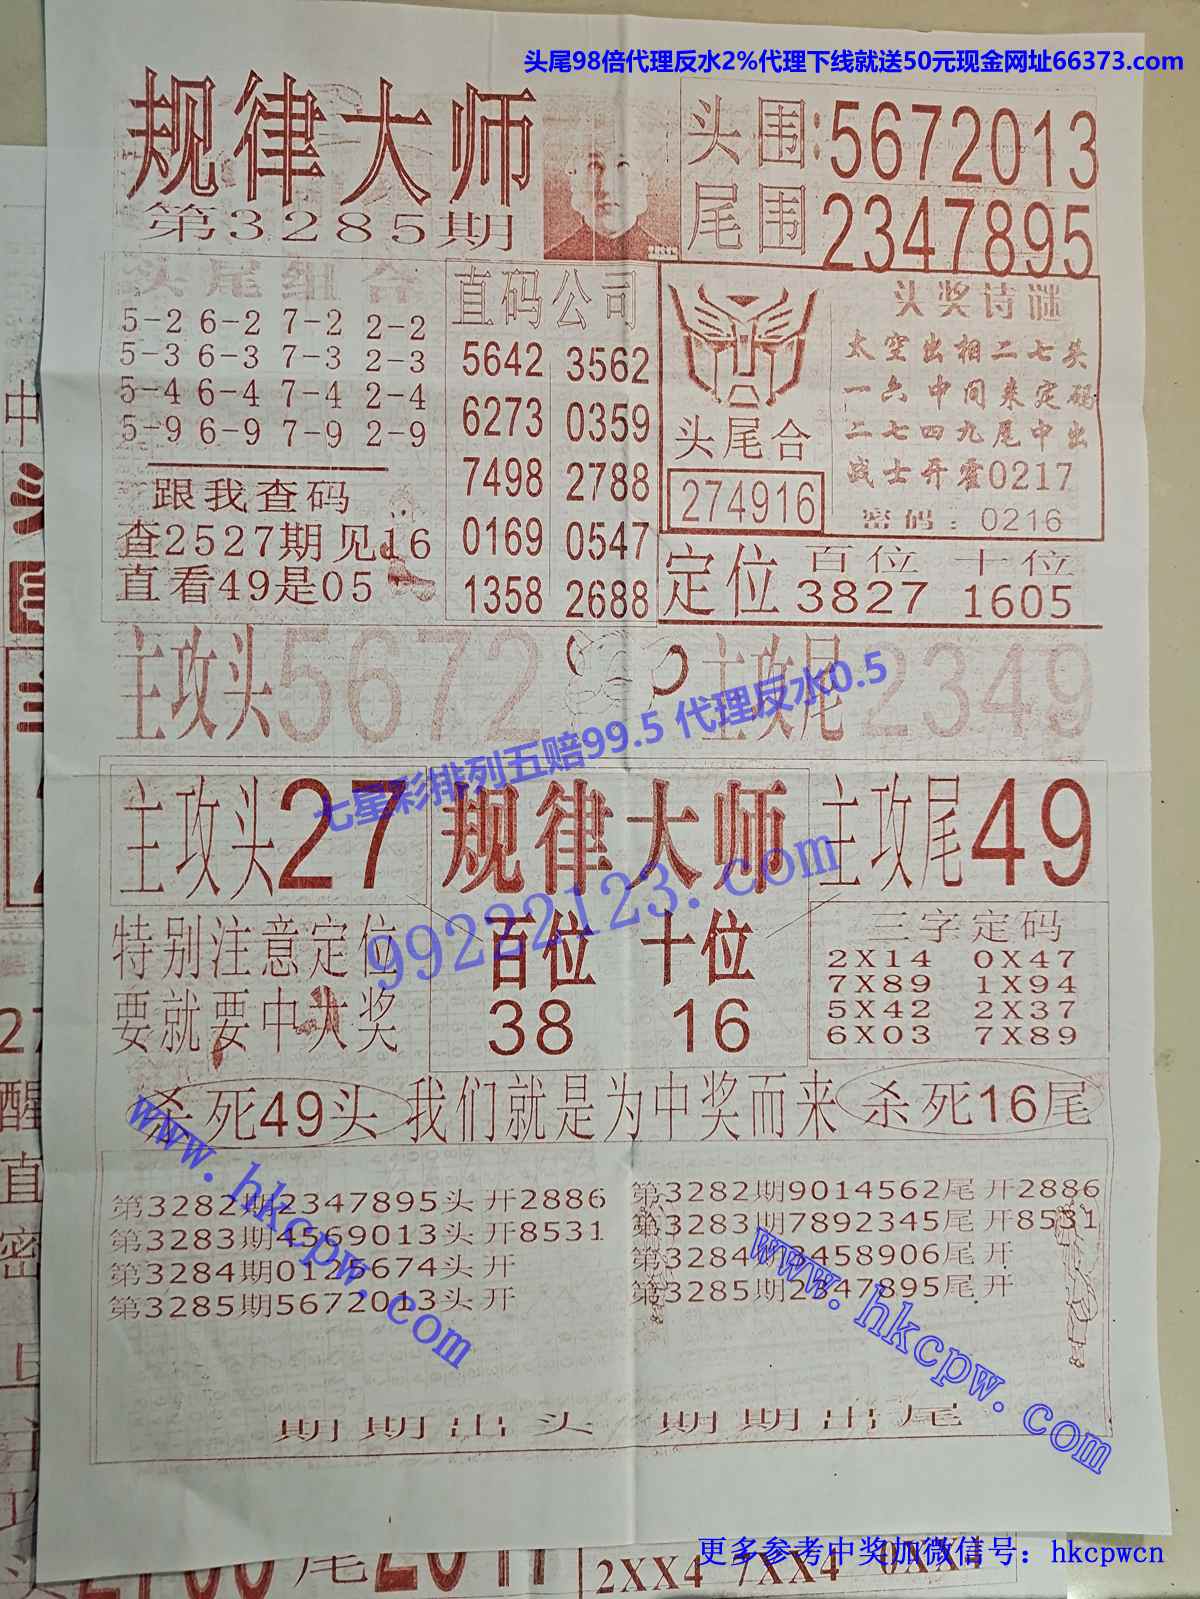 头尾98倍代理反水2%代理下线就送50元现金网址66373.com
规律大师
第3285期
头围:5672013
尾围2347895
头尾组合
5-2 6-2 7-2 2-2
5-3 6-3 7-3 2-3
5-4 6-4 7-4 2-4
5-9 6-9 7-9 2-9
跟我查码
查2527期见16
直看49是05
直码公司
5642 3562
6273 0359
7498 2788
0169 0547
1358 2688
头尾合
274916
头奖诗谜
太空出相二七头
一六中间来定码
二七四九尾中出
战士开霍0217
密码:0216
定位 百位 十位
3827 1605
主攻头5672
主攻尾2349
七星彩排列五赔99.5 代理反水0.5
主攻头27
规律大师
主攻尾49
99222123.com
特别注意定位
要就要中大奖
百位 十位
38 16
三字定码
2X14 0X47
7X89 1X94
5X42 2X37
6X03 7X89
杀死49头
我们就是为中奖而来
杀死16尾
第3282期2347895头开2886
第3283期4569013头开8531
第3284期0125674头开
第3285期5672013头开
第3282期9014562尾开2886
第3283期7892345尾开8531
第3284期3458906尾开
第3285期2347895尾开
www.hkcpw.com
www.hkcpw.com
期期出头 期期出尾
更多参考中奖加微信号：hkcpwcn
2XX4 7XX4 0XX4